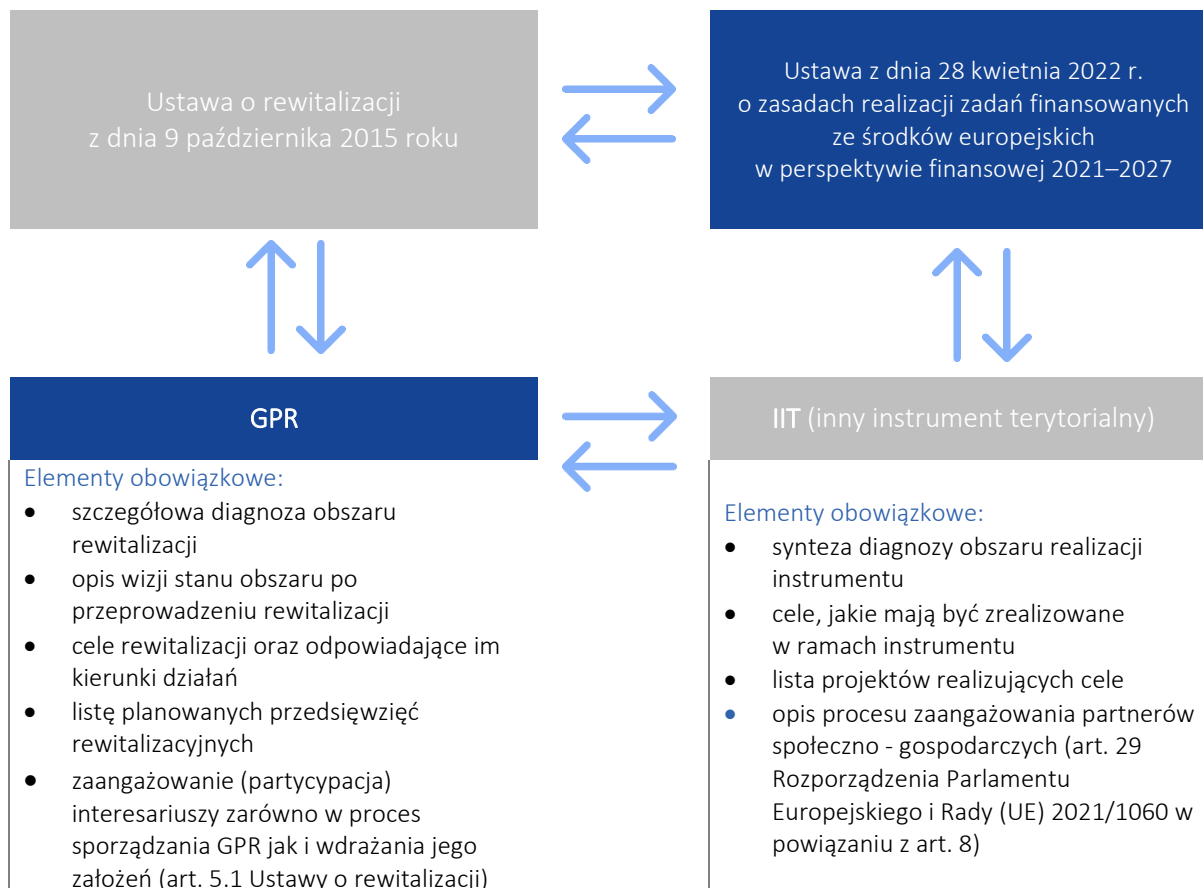 Ustawa o rewitalizacji
z dnia 9 października 2015 roku
Ustawa z dnia 28 kwietnia 2022 r.
o zasadach realizacji zadań finansowanych
ze środków europejskich
w perspektywie finansowej 2021–2027
GPR
Elementy obowiązkowe:
• szczegółowa diagnoza obszaru
rewitalizacji
• opis wizji stanu obszaru po
przeprowadzeniu rewitalizacji
• cele rewitalizacji oraz odpowiadające im
kierunki działań
• listę planowanych przedsięwzięć
rewitalizacyjnych
• zaangażowanie (partycypacja)
interesariuszy zarówno w proces
sporządzania GPR jak i wdrażania jego
założeń (art. 5.1 Ustawy o rewitalizacji)
IIT (inny instrument terytorialny)
Elementy obowiązkowe:
• synteza diagnozy obszaru realizacji
instrumentu
• cele, jakie mają być zrealizowane
w ramach instrumentu
• lista projektów realizujących cele
• opis procesu zaangażowania partnerów
społeczno - gospodarczych (art. 29
Rozporządzenia Parlamentu
Europejskiego i Rady (UE) 2021/1060 w
powiązaniu z art. 8)